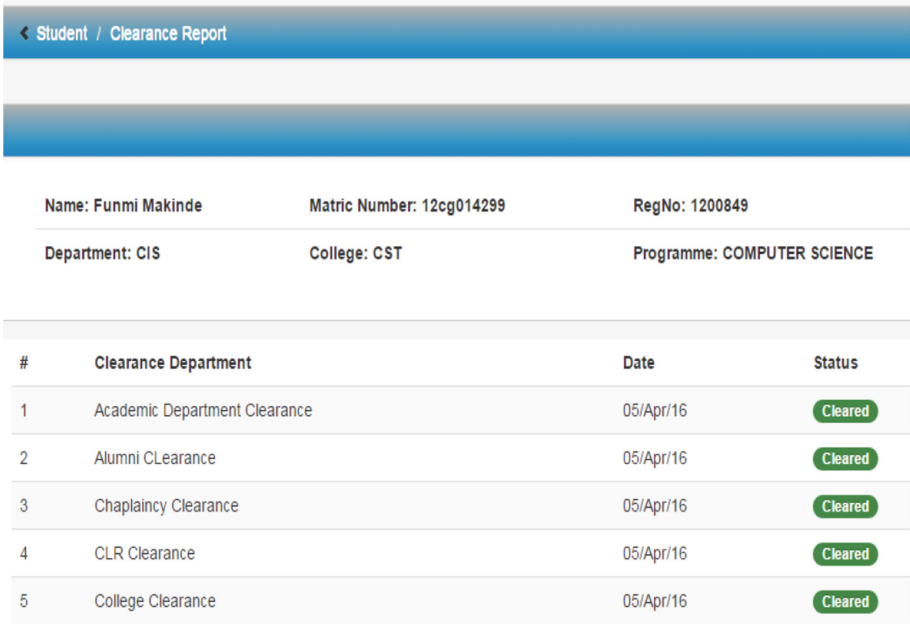 Student / Clearance Report
Name: Funmi Makinde Matric Number: 12cg014299 RegNo: 1200849
Department: CIS College: CST Programme: COMPUTER SCIENCE
# Clearance Department Date Status
1 Academic Department Clearance 05/Apr/16 Cleared
2 Alumni CLearance 05/Apr/16 Cleared
3 Chaplaincy Clearance 05/Apr/16 Cleared
4 CLR Clearance 05/Apr/16 Cleared
5 College Clearance 05/Apr/16 Cleared